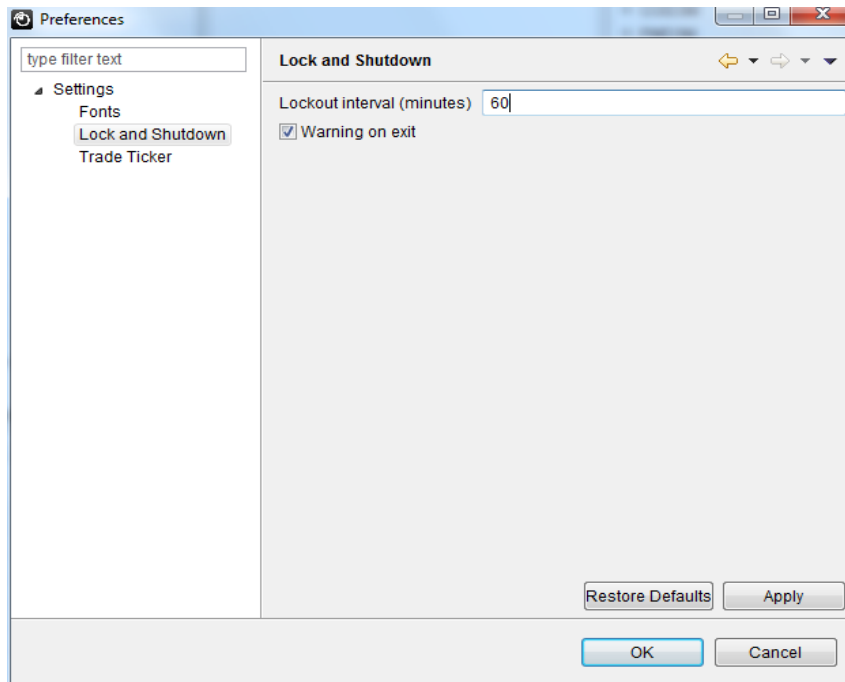 Preferences
type filter text
Settings
Fonts
Lock and Shutdown
Trade Ticker
Lock and Shutdown
Lockout interval (minutes) 60
Warning on exit
Restore Defaults Apply
OK Cancel